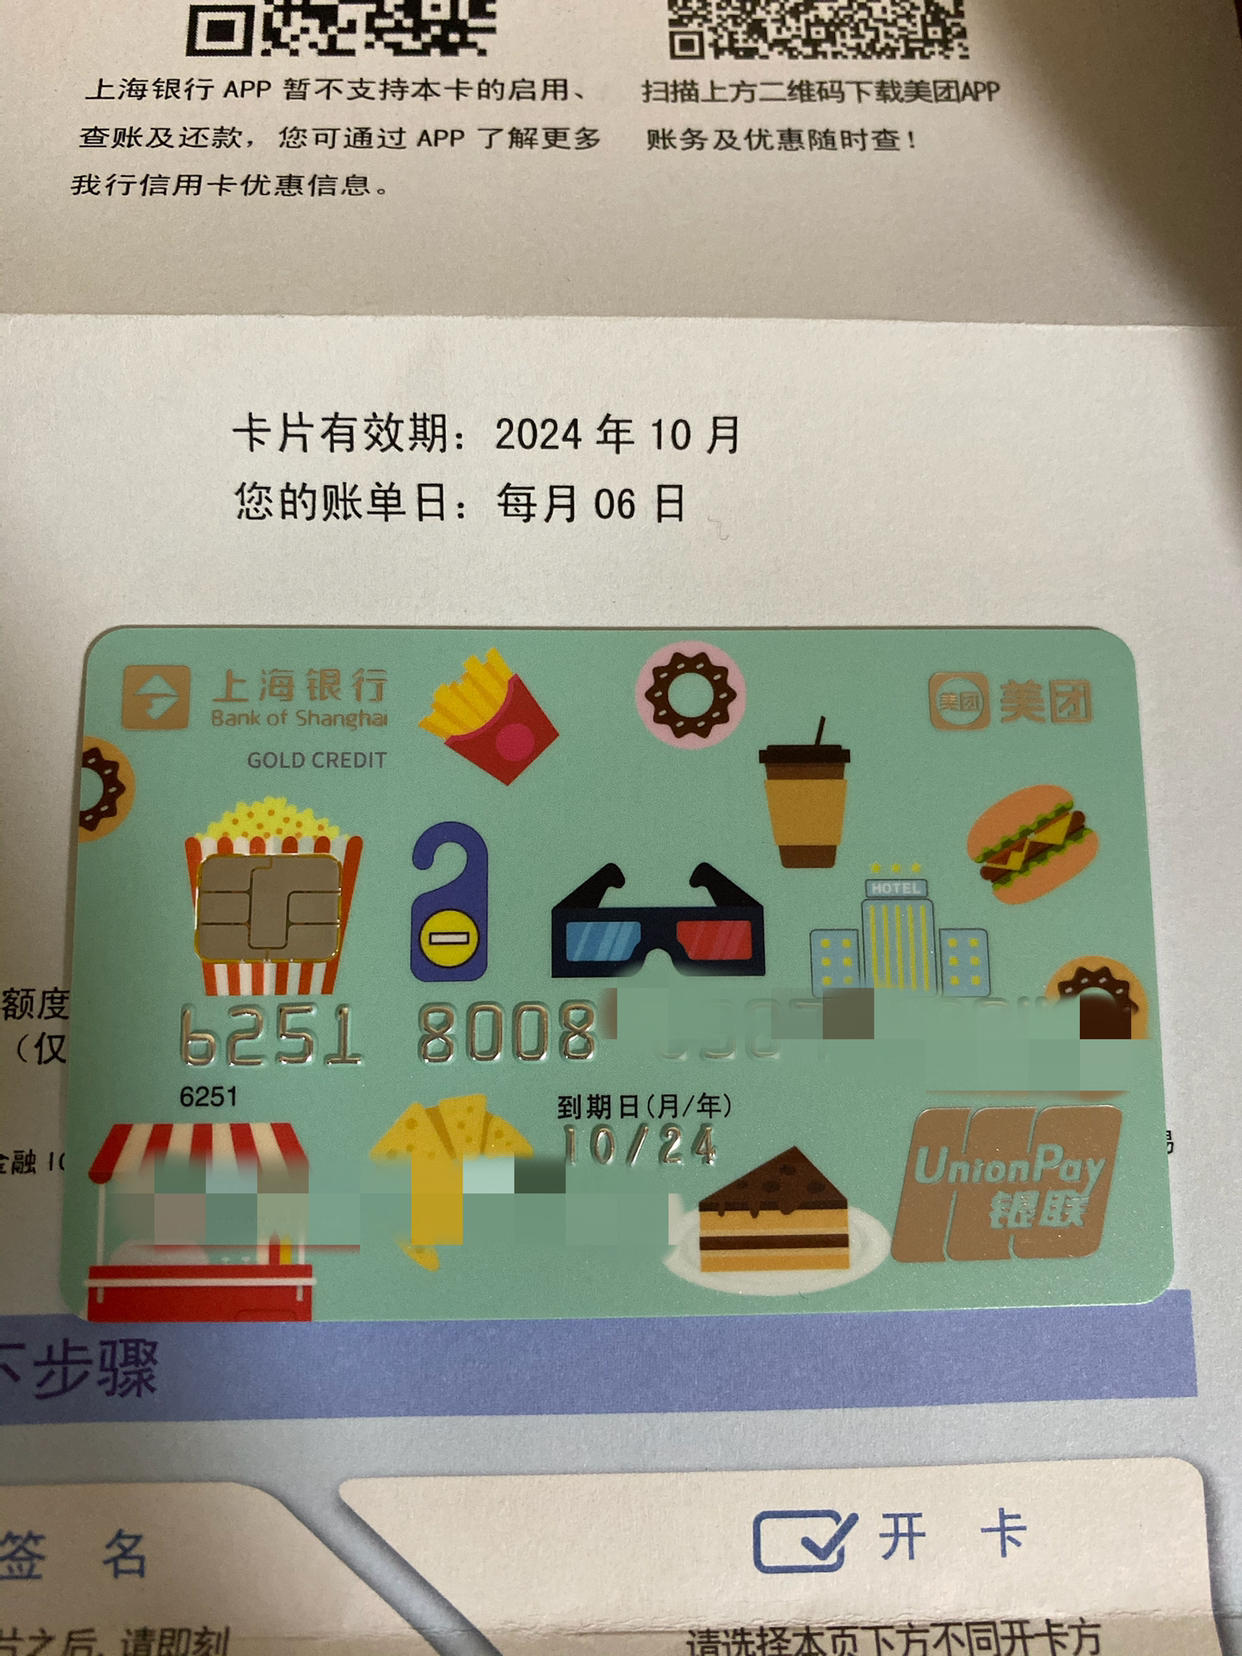 上海银行 APP 暂不支持本卡的启用、
查账及还款，您可通过 APP 了解更多
我行信用卡优惠信息。
扫描上方二维码下载美团APP
账务及优惠随时查！
卡片有效期：2024 年 10 月
您的账单日：每月 06 日
上海银行
Bank of Shanghai
GOLD CREDIT
美团 美团
HOTEL
额度
（仅
6251 8008
6251
到期日(月/年)
10/24
UnionPay
银联
步骤
签 名
开 卡
片之后，请即刻
请选择本页下方不同开卡方